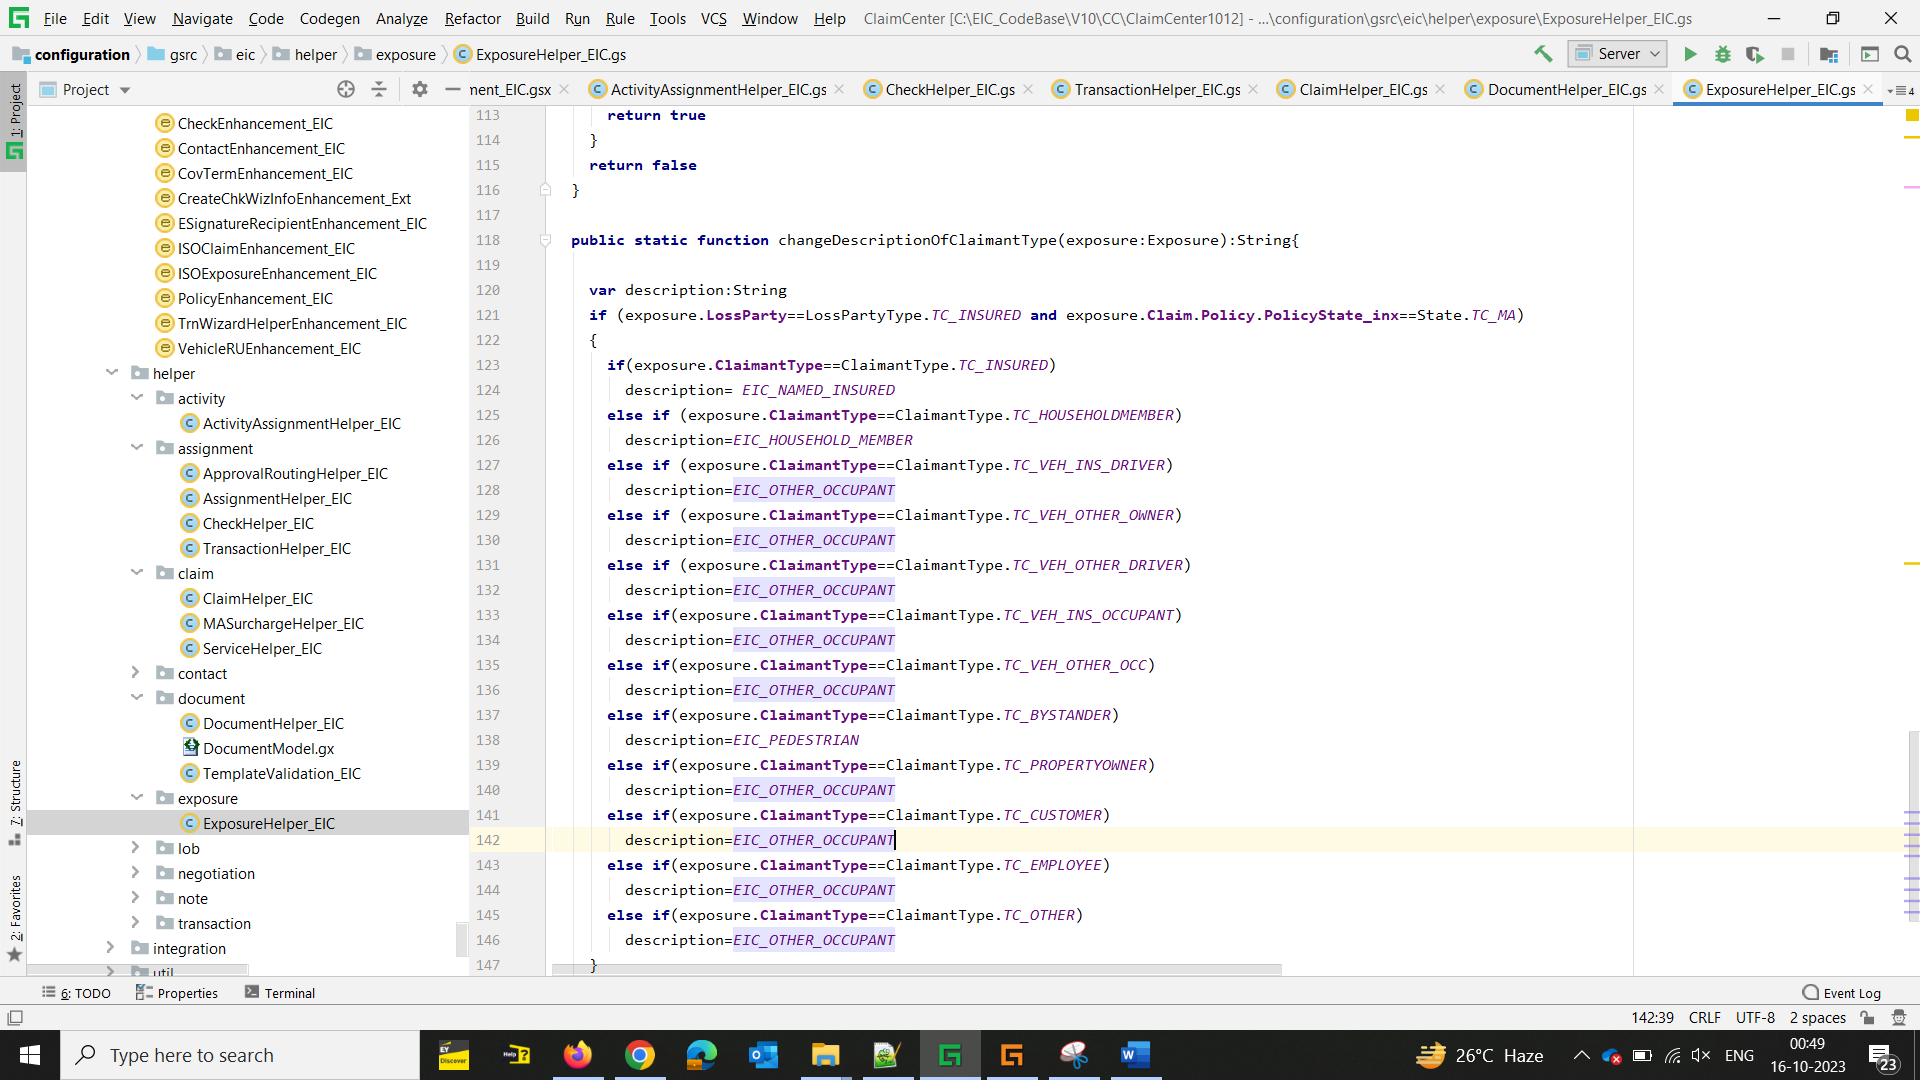 File Edit View Navigate Code Codegen Analyze Refactor Build Run Rule Tools VCS Window Help ClaimCenter [C:\EIC_CodeBase\V10\CC\ClaimCenter1012] - ...\configuration\gsrc\eic\helper\exposure\ExposureHelper_EIC.gs
configuration gsrc eic helper exposure ExposureHelper_EIC.gs Server
Project ment_EIC.gsx ActivityAssignmentHelper_EIC.gs CheckHelper_EIC.gs TransactionHelper_EIC.gs ClaimHelper_EIC.gs DocumentHelper_EIC.gs ExposureHelper_EIC.gs 4
1: Project
7: Structure
2: Favorites
CheckEnhancement_EIC
ContactEnhancement_EIC
CovTermEnhancement_EIC
CreateChkWizInfoEnhancement_Ext
ESignatureRecipientEnhancement_EIC
ISOClaimEnhancement_EIC
ISOExposureEnhancement_EIC
PolicyEnhancement_EIC
TrnWizardHelperEnhancement_EIC
VehicleRUEnhancement_EIC
helper
activity
ActivityAssignmentHelper_EIC
assignment
ApprovalRoutingHelper_EIC
AssignmentHelper_EIC
CheckHelper_EIC
TransactionHelper_EIC
claim
ClaimHelper_EIC
MASurchargeHelper_EIC
ServiceHelper_EIC
contact
document
DocumentHelper_EIC
DocumentModel.gx
TemplateValidation_EIC
exposure
ExposureHelper_EIC
lob
negotiation
note
transaction
integration
util
113 return true
114 }
115 return false
116 }
117
118 public static function changeDescriptionOfClaimantType(exposure:Exposure):String{
119
120 var description:String
121 if (exposure.LossParty==LossPartyType.TC_INSURED and exposure.Claim.Policy.PolicyState_inx==State.TC_MA)
122 {
123 if(exposure.ClaimantType==ClaimantType.TC_INSURED)
124 description= EIC_NAMED_INSURED
125 else if (exposure.ClaimantType==ClaimantType.TC_HOUSEHOLDMEMBER)
126 description=EIC_HOUSEHOLD_MEMBER
127 else if (exposure.ClaimantType==ClaimantType.TC_VEH_INS_DRIVER)
128 description=EIC_OTHER_OCCUPANT
129 else if (exposure.ClaimantType==ClaimantType.TC_VEH_OTHER_OWNER)
130 description=EIC_OTHER_OCCUPANT
131 else if (exposure.ClaimantType==ClaimantType.TC_VEH_OTHER_DRIVER)
132 description=EIC_OTHER_OCCUPANT
133 else if(exposure.ClaimantType==ClaimantType.TC_VEH_INS_OCCUPANT)
134 description=EIC_OTHER_OCCUPANT
135 else if(exposure.ClaimantType==ClaimantType.TC_VEH_OTHER_OCC)
136 description=EIC_OTHER_OCCUPANT
137 else if(exposure.ClaimantType==ClaimantType.TC_BYSTANDER)
138 description=EIC_PEDESTRIAN
139 else if(exposure.ClaimantType==ClaimantType.TC_PROPERTYOWNER)
140 description=EIC_OTHER_OCCUPANT
141 else if(exposure.ClaimantType==ClaimantType.TC_CUSTOMER)
142 description=EIC_OTHER_OCCUPANT
143 else if(exposure.ClaimantType==ClaimantType.TC_EMPLOYEE)
144 description=EIC_OTHER_OCCUPANT
145 else if(exposure.ClaimantType==ClaimantType.TC_OTHER)
146 description=EIC_OTHER_OCCUPANT
147 }
6: TODO Properties Terminal Event Log
142:39 CRLF UTF-8 2 spaces
Type here to search EY Discover Help ? 26°C Haze ENG 00:49
16-10-2023 23